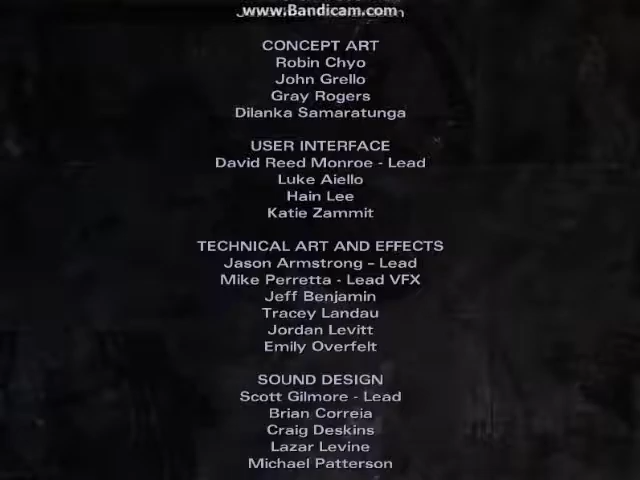 www.Bandicam.com
CONCEPT ART
Robin Chyo
John Grello
Gray Rogers
Dilanka Samaratunga
USER INTERFACE
David Reed Monroe - Lead
Luke Aiello
Hain Lee
Katie Zammit
TECHNICAL ART AND EFFECTS
Jason Armstrong – Lead
Mike Perretta - Lead VFX
Jeff Benjamin
Tracey Landau
Jordan Levitt
Emily Overfelt
SOUND DESIGN
Scott Gilmore - Lead
Brian Correia
Craig Deskins
Lazar Levine
Michael Patterson